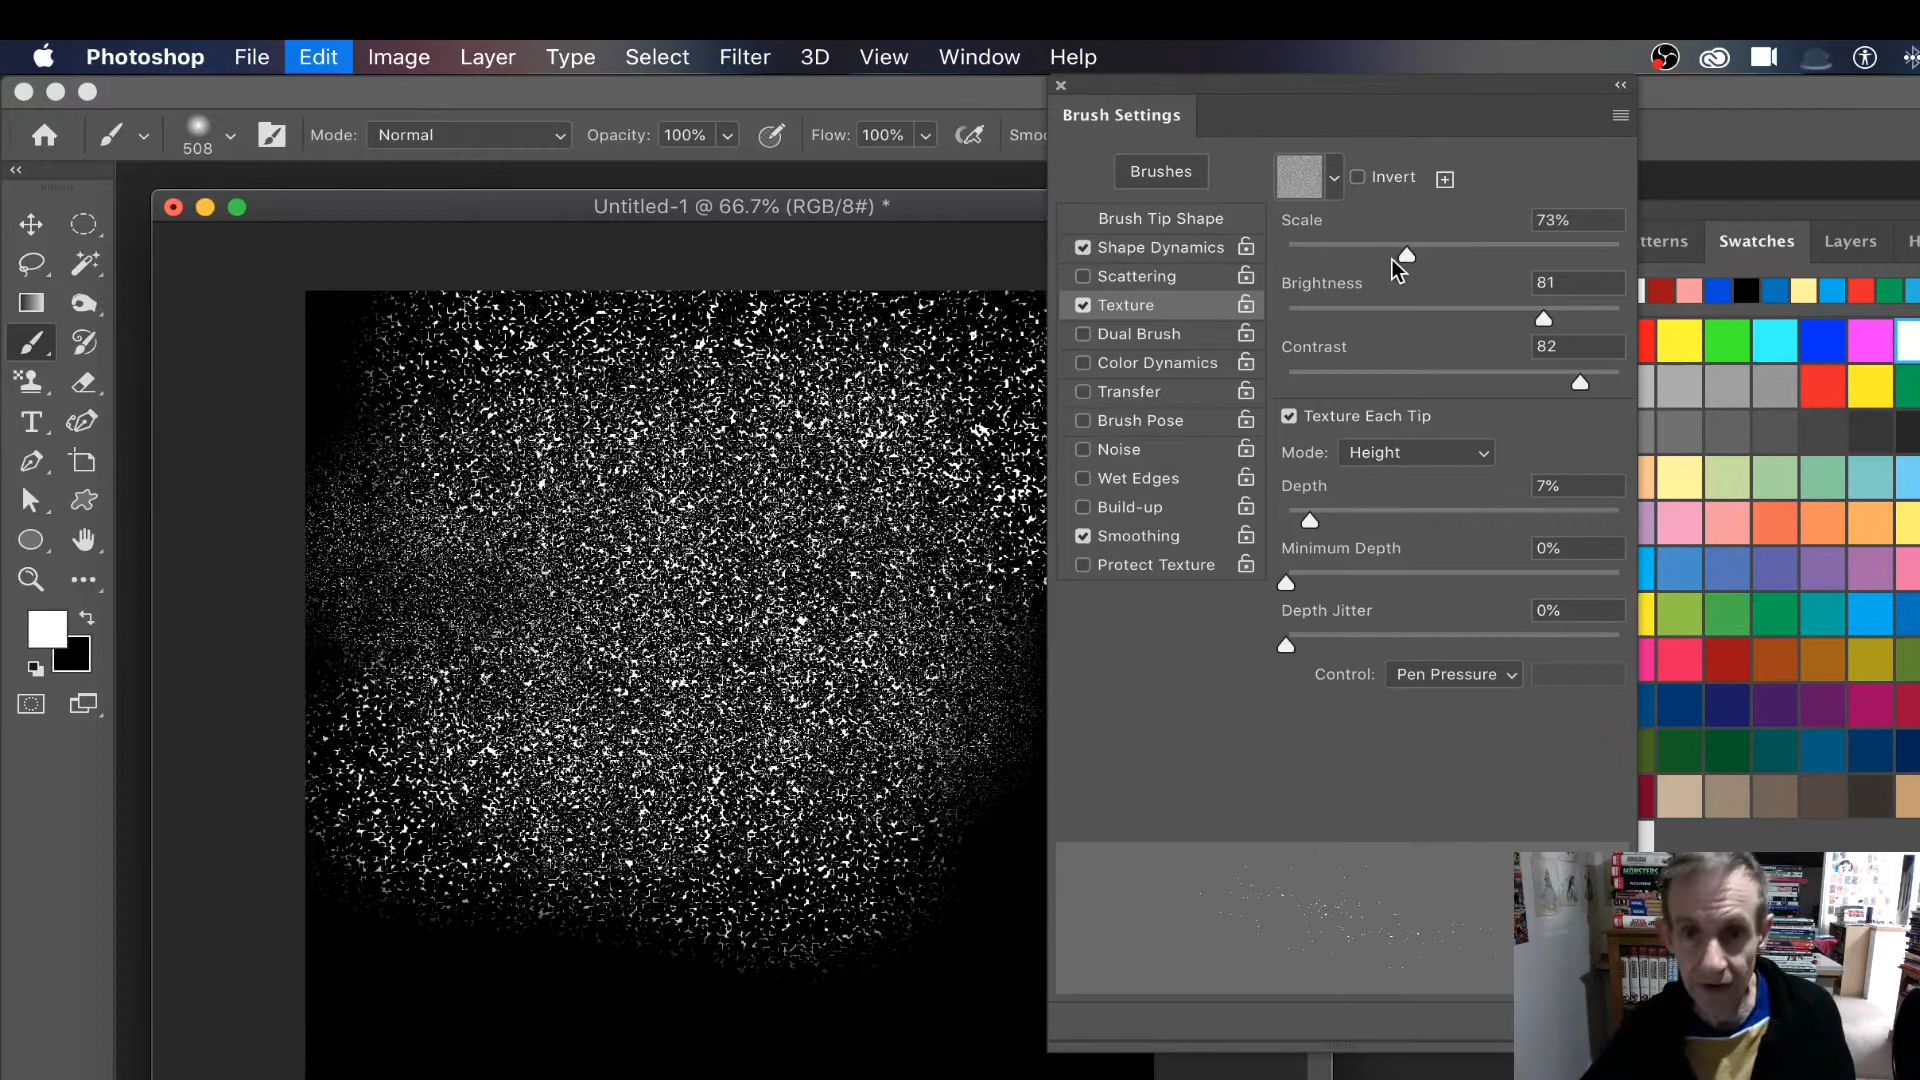 Photoshop File Edit Image Layer Type Select Filter 3D View Window Help
508 Mode: Normal Opacity: 100% Flow: 100% Smoo
Untitled-1 @ 66.7% (RGB/8#) *
Brush Settings
Brushes
Invert
Brush Tip Shape
Shape Dynamics
Scattering
Texture
Dual Brush
Color Dynamics
Transfer
Brush Pose
Noise
Wet Edges
Build-up
Smoothing
Protect Texture
Scale 73%
Brightness 81
Contrast 82
Texture Each Tip
Mode: Height
Depth 7%
Minimum Depth 0%
Depth Jitter 0%
Control: Pen Pressure
tterns Swatches Layers H
MONSTERS